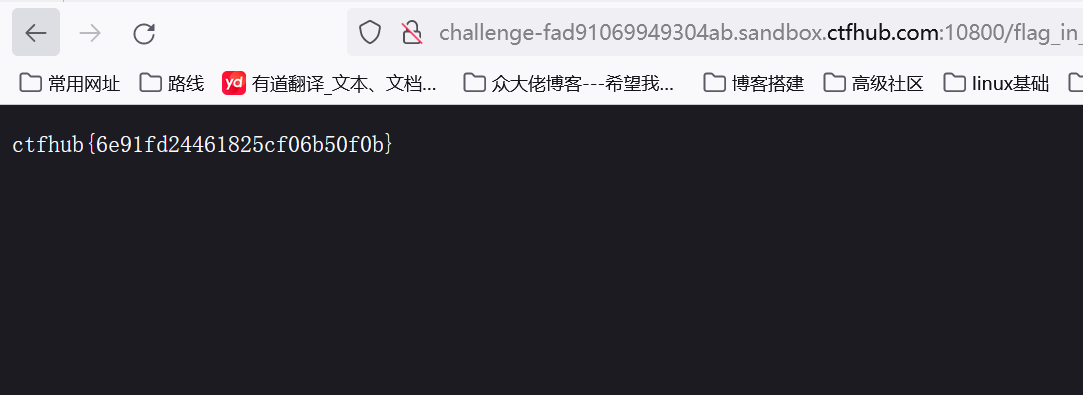 challenge-fad91069949304ab.sandbox.ctfhub.com:10800/flag_in_
常用网址 路线 yd 有道翻译_文本、文档... 众大佬博客---希望我... 博客搭建 高级社区 linux基础
ctfhub{6e91fd24461825cf06b50f0b}